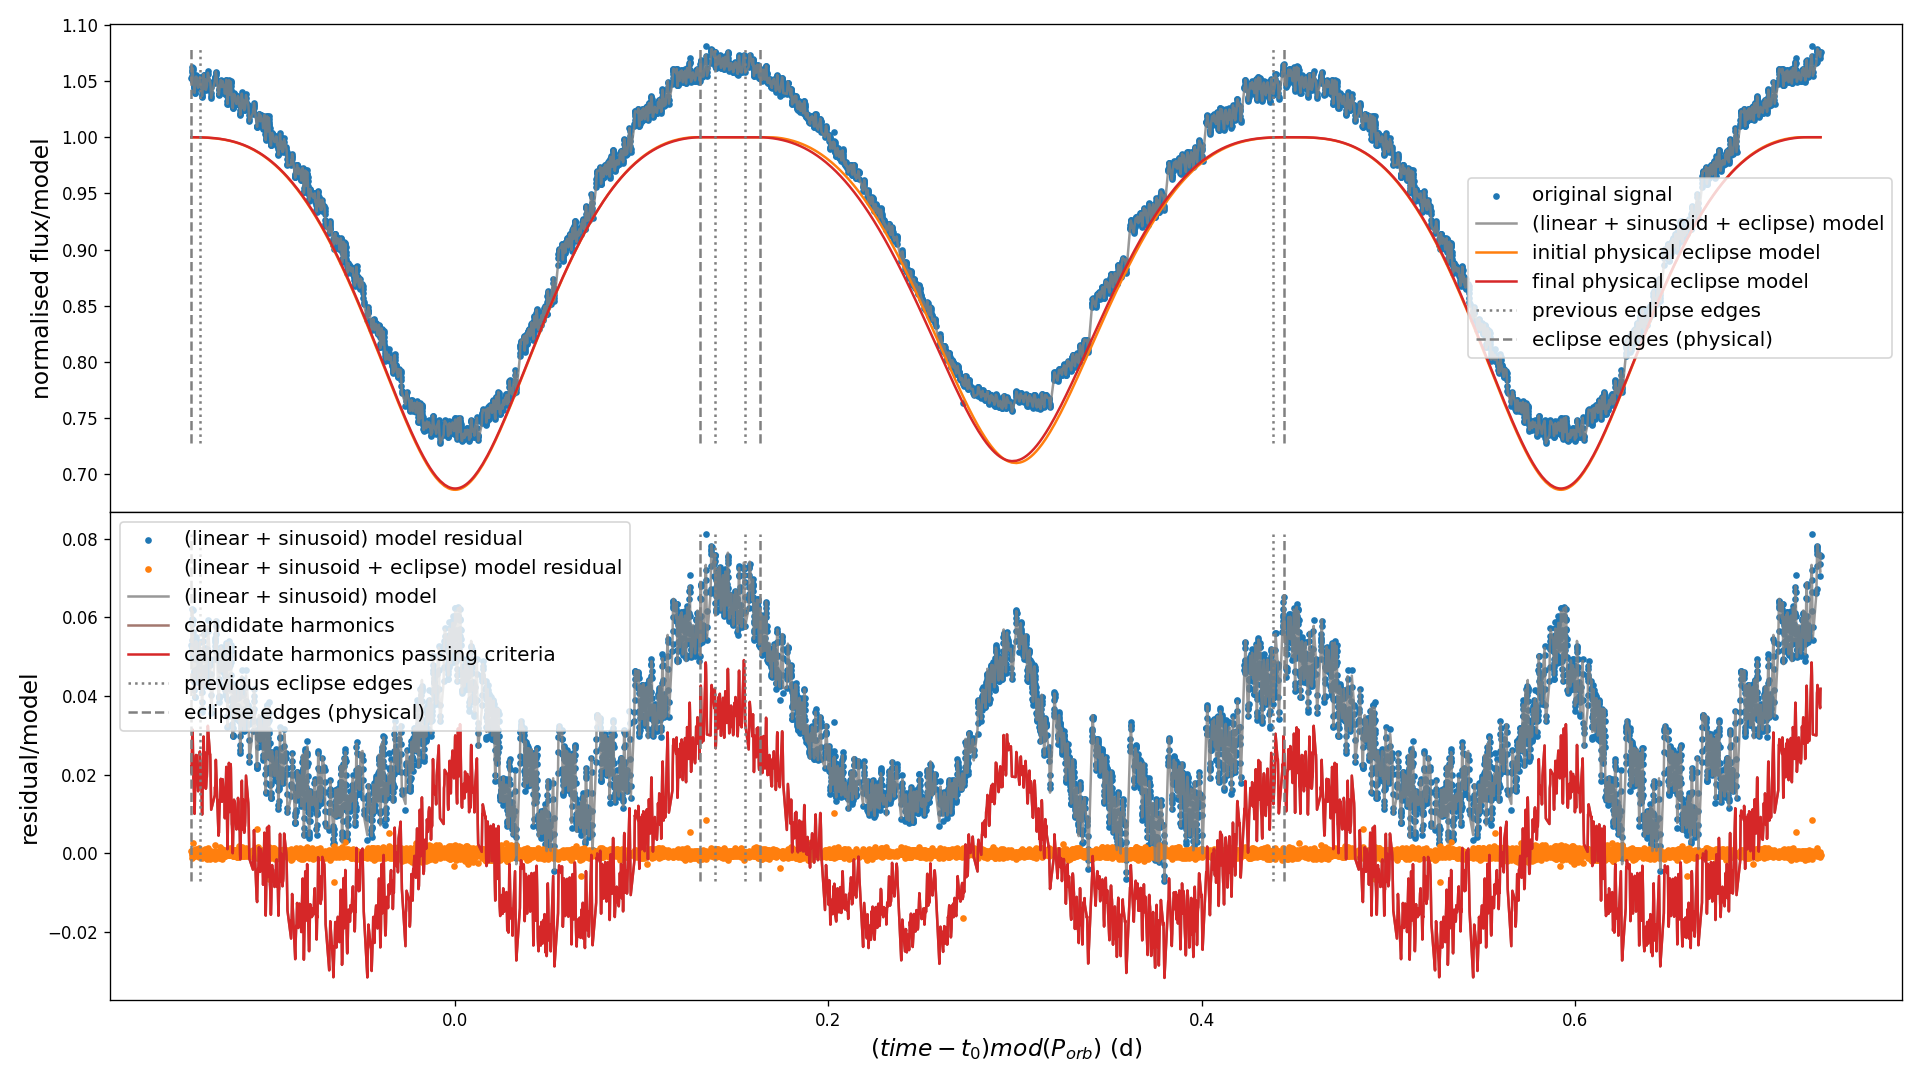 1.10
1.05
1.00
0.95
0.90
0.85
0.80
0.75
0.70
normalised flux/model
original signal
(linear + sinusoid + eclipse) model
initial physical eclipse model
final physical eclipse model
previous eclipse edges
eclipse edges (physical)
0.08
0.06
0.04
0.02
0.00
−0.02
residual/model
(linear + sinusoid) model residual
(linear + sinusoid + eclipse) model residual
(linear + sinusoid) model
candidate harmonics
candidate harmonics passing criteria
previous eclipse edges
eclipse edges (physical)
0.0 0.2 0.4 0.6
(time − t₀)mod(P_orb) (d)